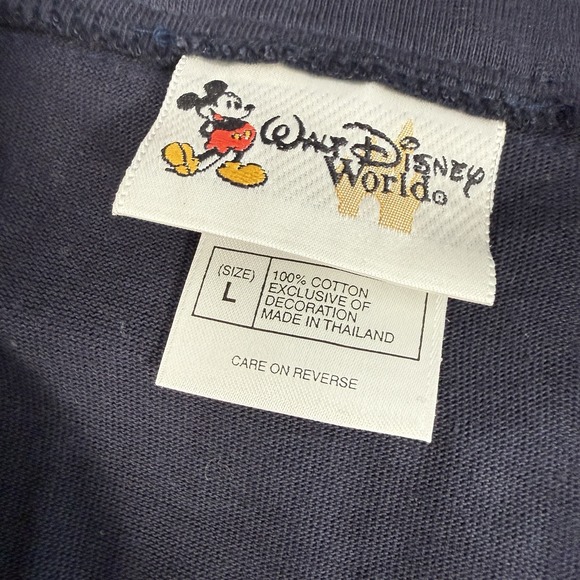 Walt Disney
World®
(SIZE)
L
100% COTTON
EXCLUSIVE OF
DECORATION
MADE IN THAILAND
CARE ON REVERSE